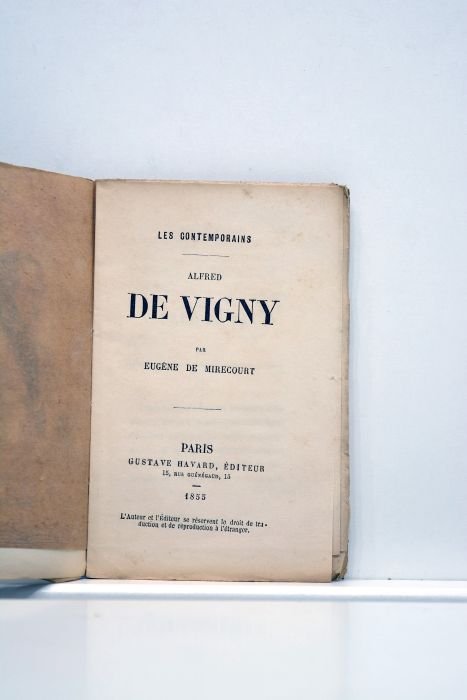 LES CONTEMPORAINS
ALFRED
DE VIGNY
PAR
EUGÈNE DE MIRECOURT
PARIS
GUSTAVE HAVARD, ÉDITEUR
15, RUE GUÉNÉGAUD, 15
1855
L'Auteur et l'Éditeur se réservent le droit de tra-
duction et de reproduction à l'étranger.